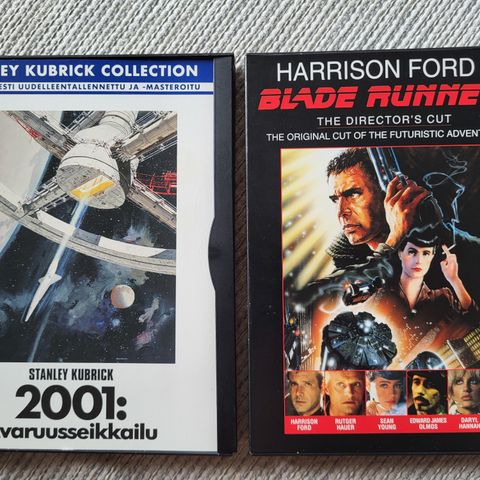 EY KUBRICK COLLECTION
ESTI UUDELLEENTALLENNETTU JA -MASTEROITU
STANLEY KUBRICK
2001:
varuusseikkailu
HARRISON FORD
BLADE RUNNE
THE DIRECTOR'S CUT
THE ORIGINAL CUT OF THE FUTURISTIC ADVENT
HARRISON FORD
RUTGER HAUER
SEAN YOUNG
EDWARD JAMES OLMOS
DARYL HANNAH